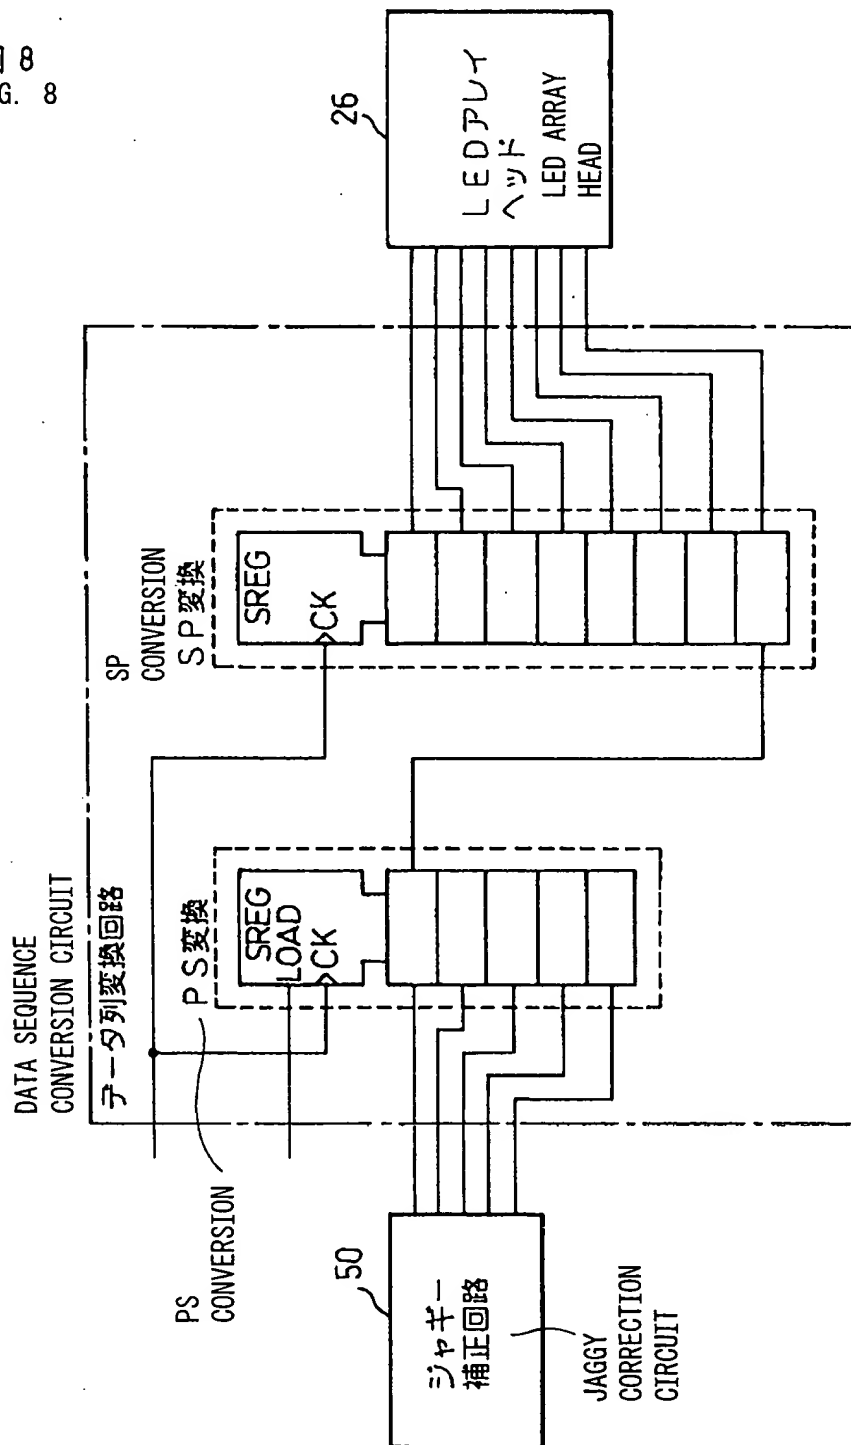 8
G. 8
DATA SEQUENCE
CONVERSION CIRCUIT
データ列変換回路
PS
CONVERSION
PS変換
SREG
LOAD
CK
SP
CONVERSION
SP変換
SREG
CK
50
ジャギー
補正回路
JAGGY
CORRECTION
CIRCUIT
26
LEDアレイ
ヘッド
LED ARRAY
HEAD